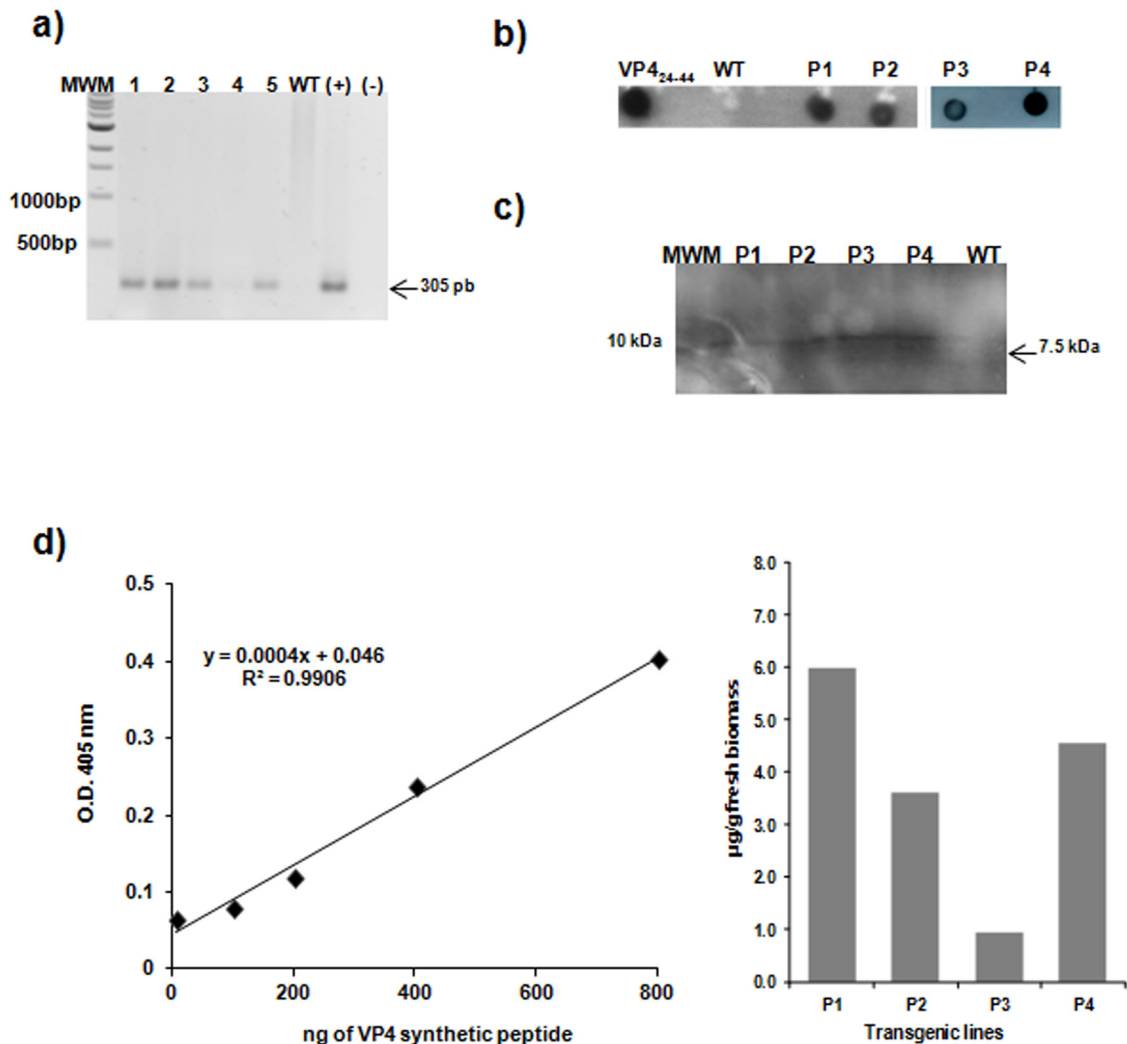 a)
MWM 1 2 3 4 5 WT (+) (-)
1000bp
500bp
305 pb
b)
VP4₂₄₋₄₄ WT P1 P2 P3 P4
c)
MWM P1 P2 P3 P4 WT
10 kDa
7.5 kDa
d)
0.5
0.4
0.3
0.2
0.1
0
O.D. 405 nm
y = 0.0004x + 0.046
R² = 0.9906
0 200 400 600 800
ng of VP4 synthetic peptide
8.0
7.0
6.0
5.0
4.0
3.0
2.0
1.0
0.0
µg/g fresh biomass
P1 P2 P3 P4
Transgenic lines